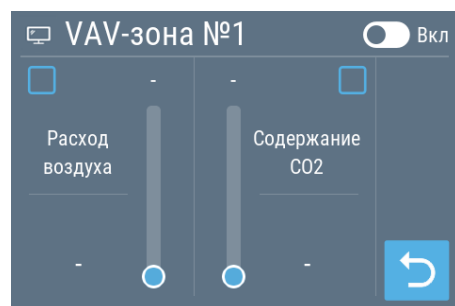 VAV-зона №1
Вкл
-
-
Расход
воздуха
Содержание
CO2
-
-